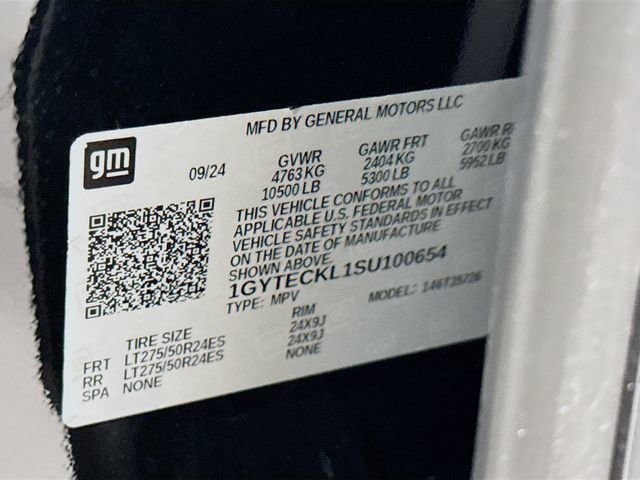 MFD BY GENERAL MOTORS LLC
gm
09/24
GVWR GAWR FRT GAWR
4763 KG 2404 KG 2700 KG
10500 LB 5300 LB 5952 LB
THIS VEHICLE CONFORMS TO ALL
APPLICABLE U.S. FEDERAL MOTOR
VEHICLE SAFETY STANDARDS IN EFFECT
ON THE DATE OF MANUFACTURE
SHOWN ABOVE.
1GYTECKL1SU100654
TYPE: MPV MODEL:
TIRE SIZE RIM
FRT LT275/50R24ES 24X9J
RR LT275/50R24ES 24X9J
SPA NONE NONE